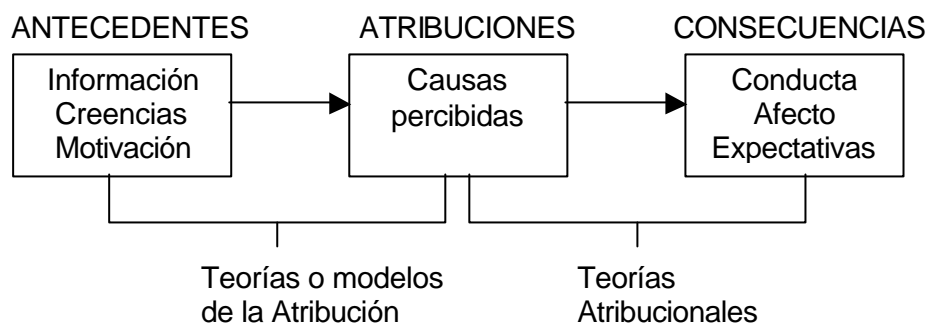 ANTECEDENTES
ATRIBUCIONES
CONSECUENCIAS
Información
Creencias
Motivación
Causas
percibidas
Conducta
Afecto
Expectativas
Teorías o modelos
de la Atribución
Teorías
Atribucionales